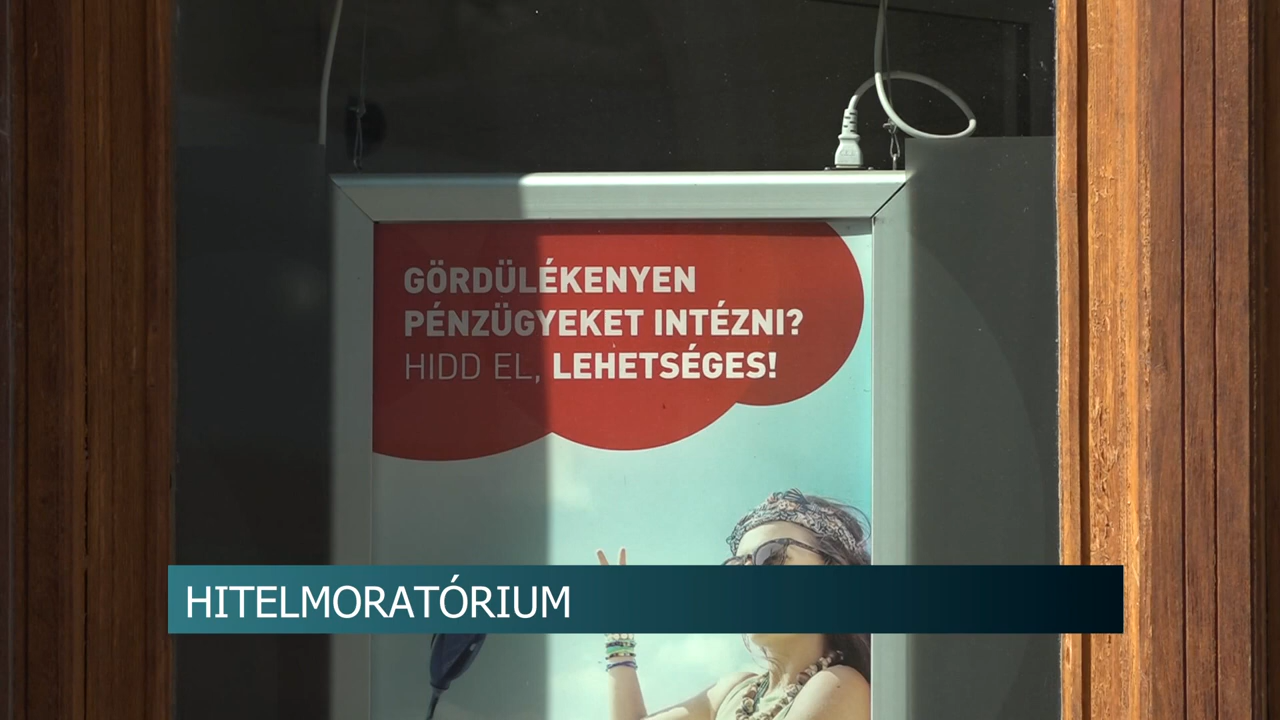 GÖRDÜLÉKENYEN
PÉNZÜGYEKET INTÉZNI?
HIDD EL, LEHETSÉGES!
HITELMORATÓRIUM